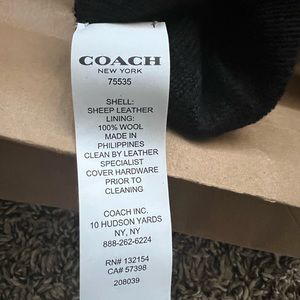 COACH
NEW YORK
75535
SHELL:
SHEEP LEATHER
LINING:
100% WOOL
MADE IN
PHILIPPINES
CLEAN BY LEATHER
SPECIALIST
COVER HARDWARE
PRIOR TO
CLEANING
COACH INC.
10 HUDSON YARDS
NY, NY
888-262-6224
RN# 132154
CA# 57398
208039